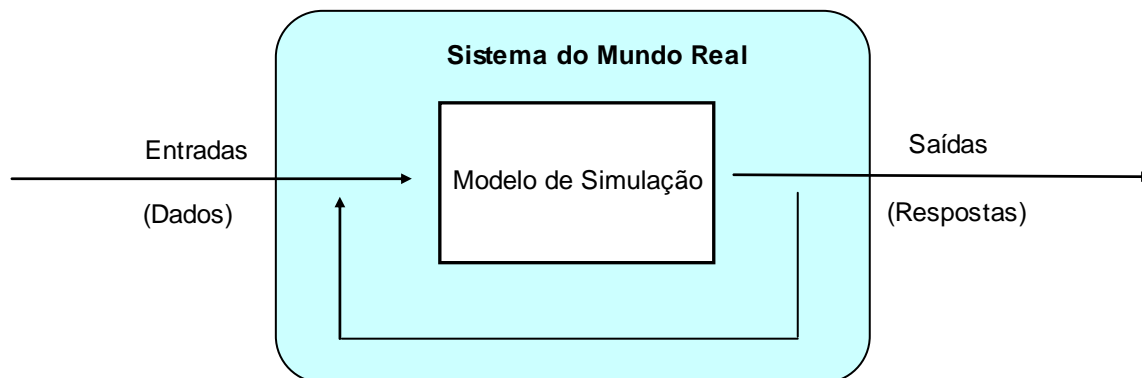 Sistema do Mundo Real
Entradas
(Dados)
Modelo de Simulação
Saídas
(Respostas)